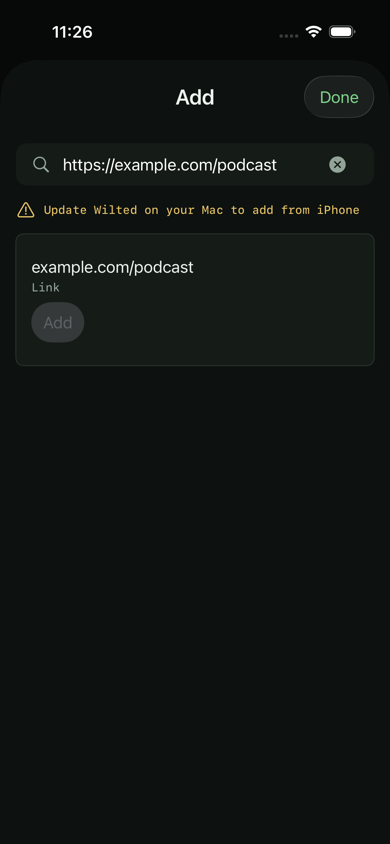 11:26
Add
Done
https://example.com/podcast
Update Wilted on your Mac to add from iPhone
example.com/podcast
Link
Add